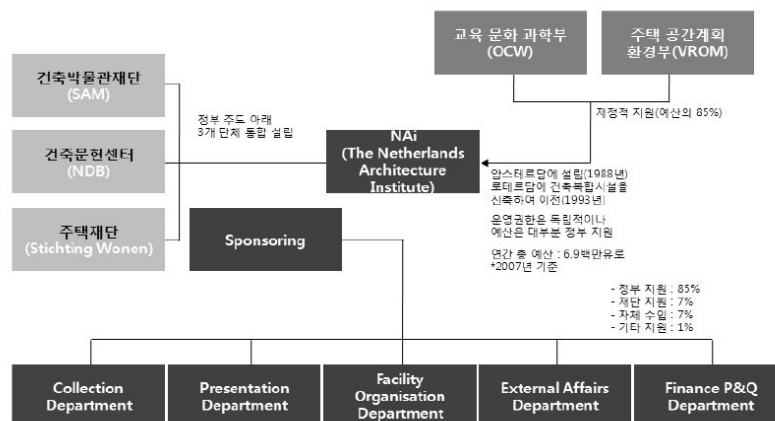 교육 문화 과학부
(OCW)
주택 공간계획
환경부(VROM)
건축박물관재단
(SAM)
정부 주도 아래
3개 단체 통합 설립
재정적 지원(예산의 85%)
건축문헌센터
(NDB)
NAi
(The Netherlands
Architecture
Institute)
암스테르담에 설립(1988년)
로테르담에 건축복합시설을
신축하여 이전(1993년)
운영권한은 독립적이나
예산은 대부분 정부 지원
연간 총 예산 : 6.9백만유로
*2007년 기준
주택재단
(Stichting Wonen)
Sponsoring
- 정부 지원 : 85%
- 재단 지원 : 7%
- 자체 수입 : 7%
- 기타 지원 : 1%
Collection
Department
Presentation
Department
Facility
Organisation
Department
External Affairs
Department
Finance P&Q
Department